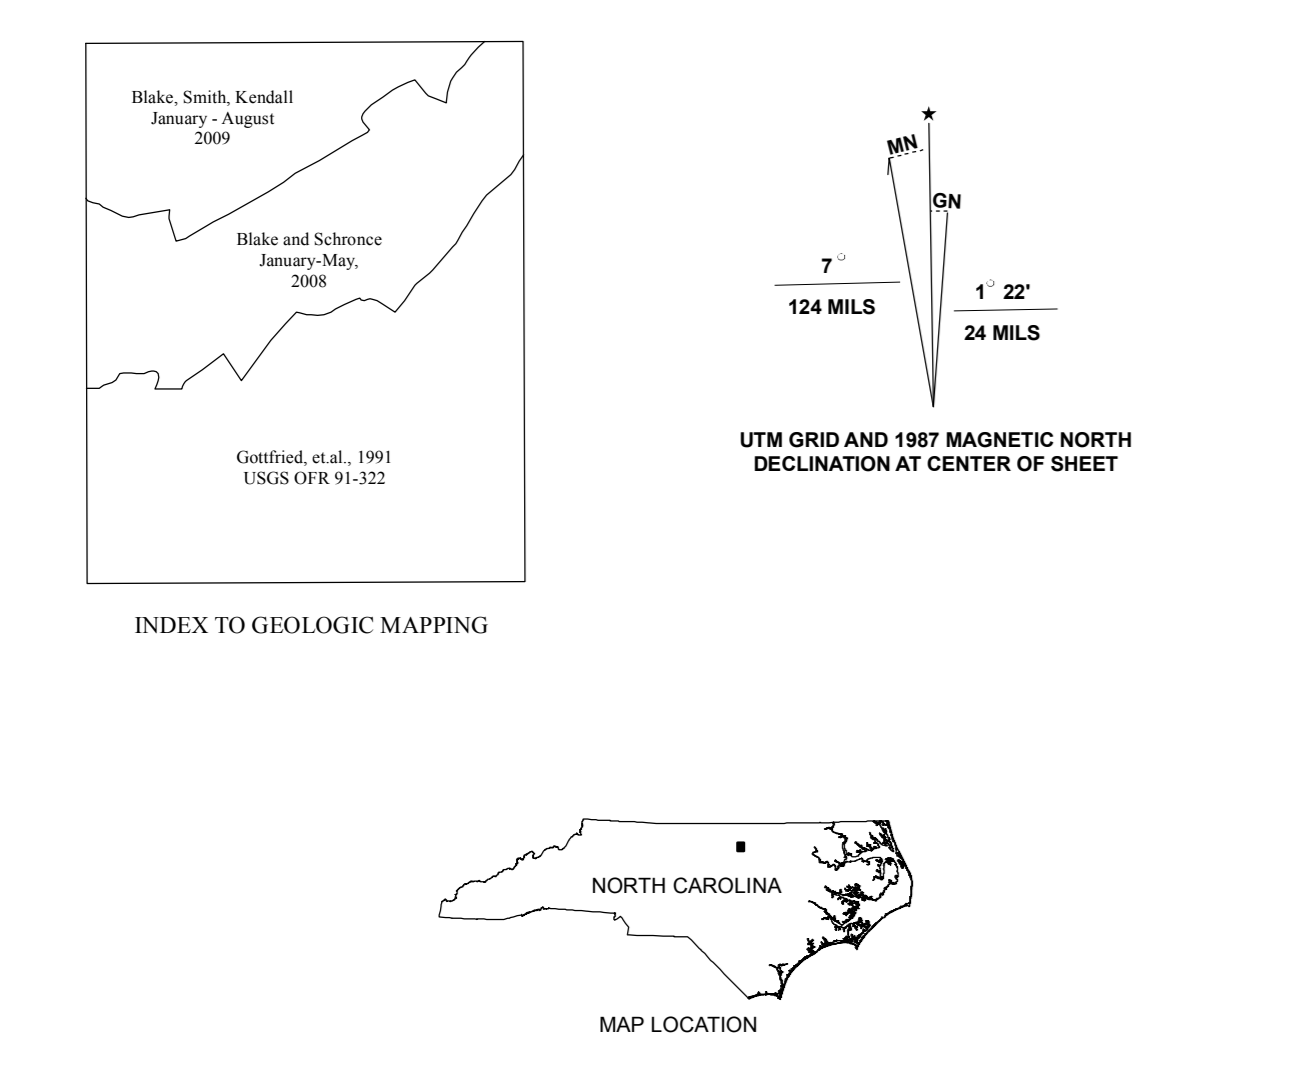 Blake, Smith, Kendall
January - August
2009
Blake and Schronce
January-May,
2008
Gottfried, et.al., 1991
USGS OFR 91-322
INDEX TO GEOLOGIC MAPPING
★
MN
GN
7°
124 MILS
1° 22'
24 MILS
UTM GRID AND 1987 MAGNETIC NORTH
DECLINATION AT CENTER OF SHEET
NORTH CAROLINA
MAP LOCATION